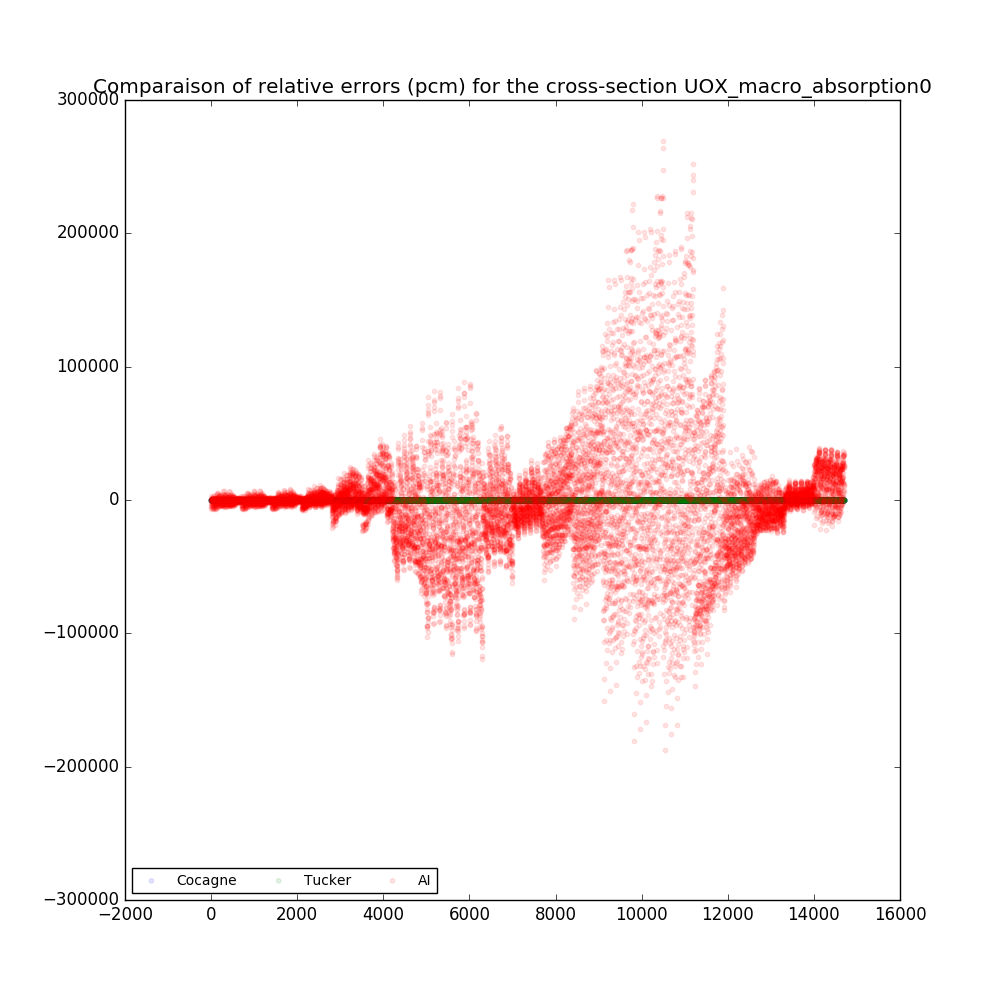 Comparaison of relative errors (pcm) for the cross-section UOX_macro_absorption0
300000
200000
100000
0
−100000
−200000
−300000
Cocagne Tucker AI
−2000 0 2000 4000 6000 8000 10000 12000 14000 16000